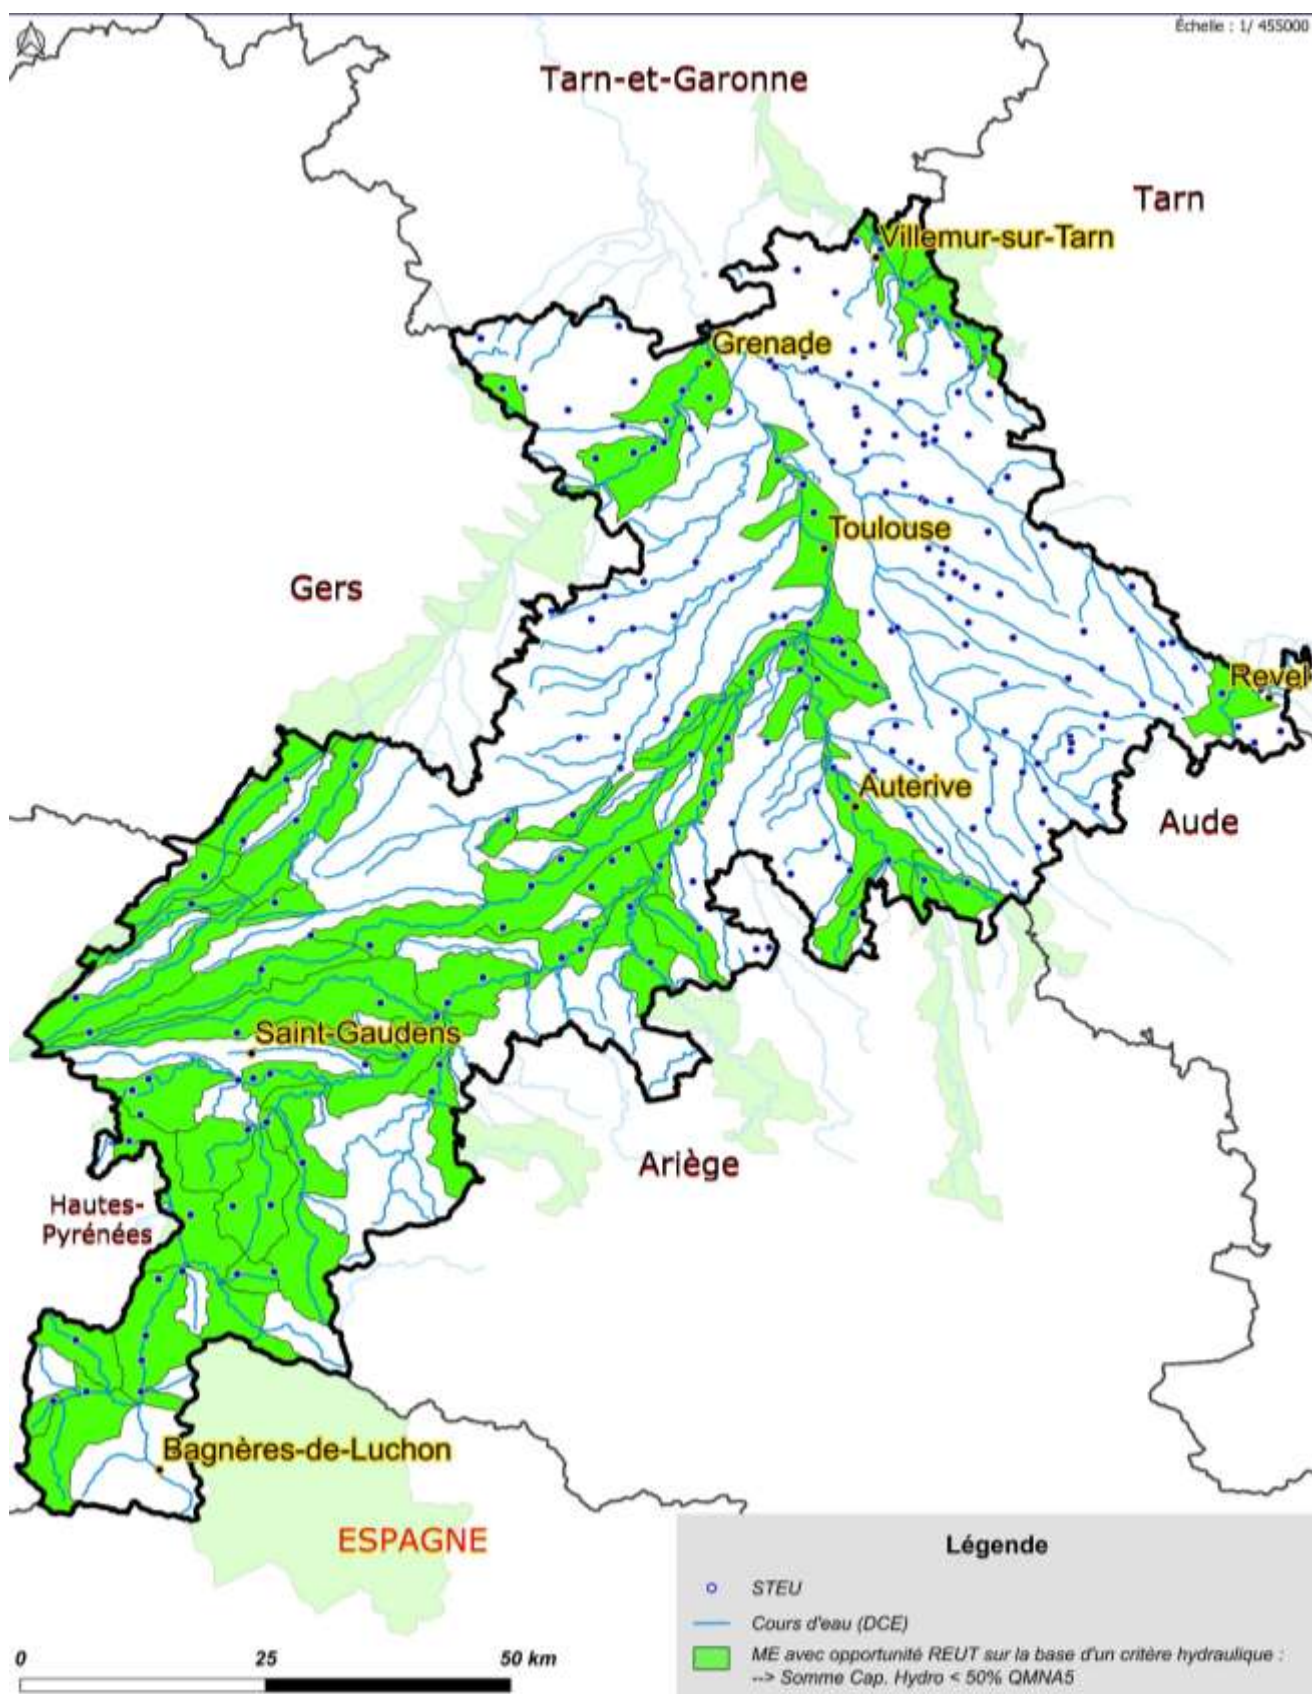 Échelle : 1/ 455000
Tarn-et-Garonne
Tarn
Villemur-sur-Tarn
Grenade
Toulouse
Gers
Revel
Auterive
Aude
Saint-Gaudens
Ariège
Hautes-
Pyrénées
Bagnères-de-Luchon
ESPAGNE
Légende
STEU
Cours d'eau (DCE)
ME avec opportunité REUT sur la base d'un critère hydraulique :
--> Somme Cap. Hydro < 50% QMNA5
0 25 50 km